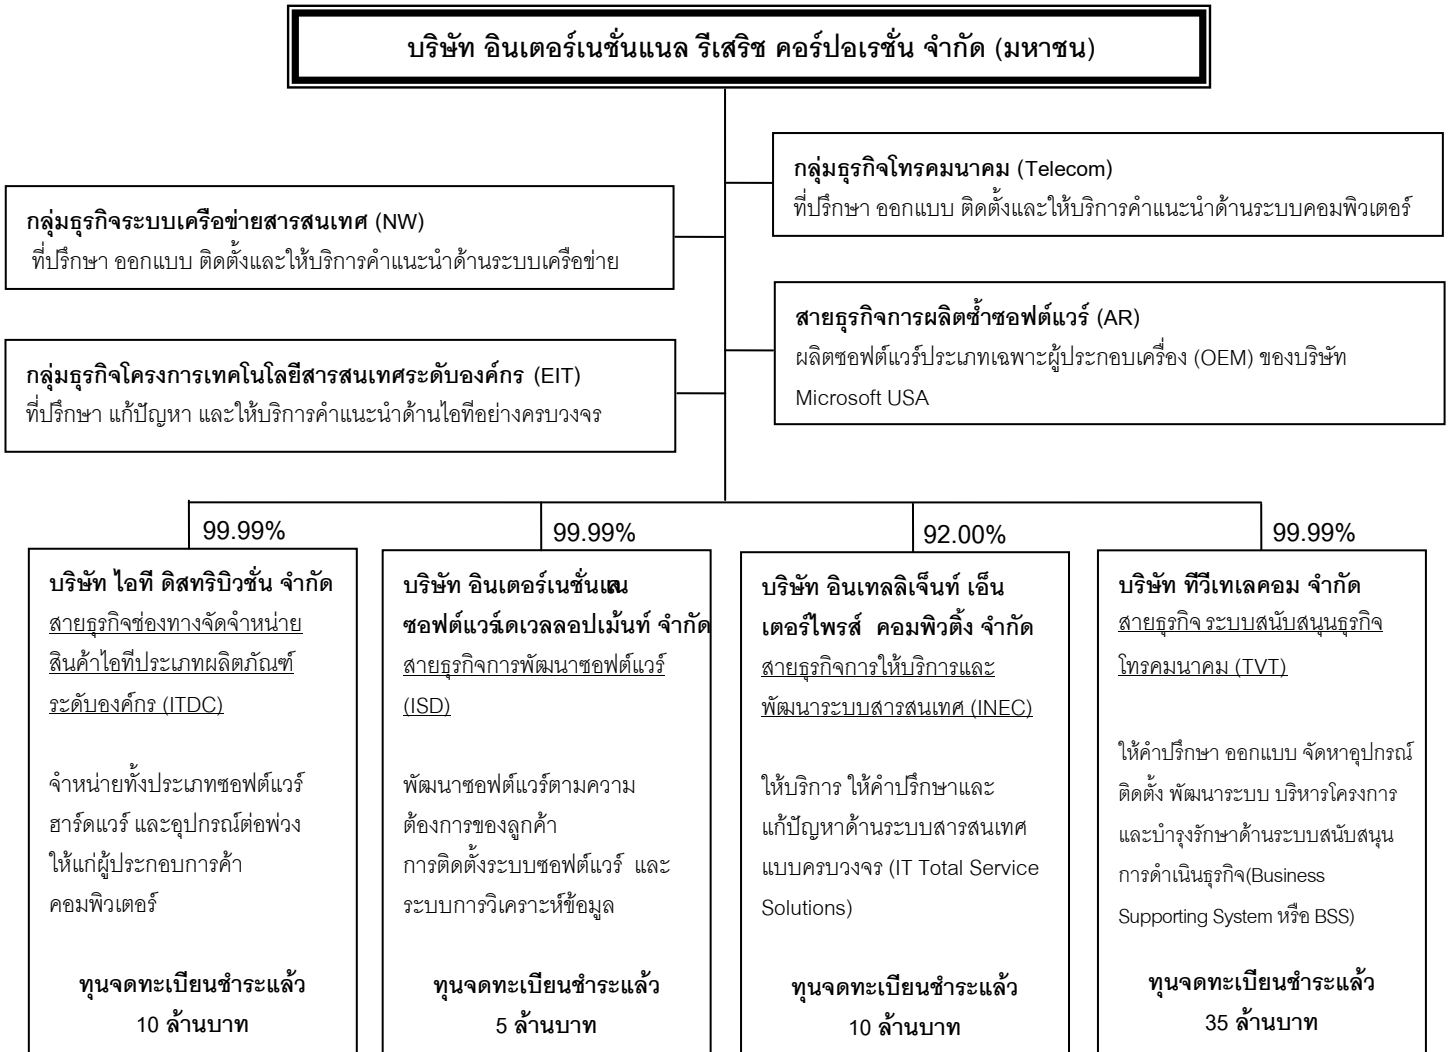 บริษัท อินเตอร์เนชั่นแนล รีเสริช คอร์ปอเรชั่น จำกัด (มหาชน)
กลุ่มธุรกิจโทรคมนาคม (Telecom)
ที่ปรึกษา ออกแบบ ติดตั้งและให้บริการคำแนะนำด้านระบบคอมพิวเตอร์
กลุ่มธุรกิจระบบเครือข่ายสารสนเทศ (NW)
ที่ปรึกษา ออกแบบ ติดตั้งและให้บริการคำแนะนำด้านระบบเครือข่าย
สายธุรกิจการผลิตซ้ำซอฟต์แวร์ (AR)
ผลิตซอฟต์แวร์ประเภทเฉพาะผู้ประกอบเครื่อง (OEM) ของบริษัท
Microsoft USA
กลุ่มธุรกิจโครงการเทคโนโลยีสารสนเทศระดับองค์กร (EIT)
ที่ปรึกษา แก้ปัญหา และให้บริการคำแนะนำด้านไอทีอย่างครบวงจร
99.99%
บริษัท ไอที ดิสทริบิวชั่น จำกัด
สายธุรกิจช่องทางจัดจำหน่าย
สินค้าไอทีประเภทผลิตภัณฑ์
ระดับองค์กร (ITDC)
จำหน่ายทั้งประเภทซอฟต์แวร์
ฮาร์ดแวร์ และอุปกรณ์ต่อพ่วง
ให้แก่ผู้ประกอบการค้า
คอมพิวเตอร์
ทุนจดทะเบียนชำระแล้ว
10 ล้านบาท
99.99%
บริษัท อินเตอร์เนชั่นแนล
ซอฟต์แวร์เดเวลลอปเม้นท์ จำกัด
สายธุรกิจการพัฒนาซอฟต์แวร์
(ISD)
พัฒนาซอฟต์แวร์ตามความ
ต้องการของลูกค้า
การติดตั้งระบบซอฟต์แวร์ และ
ระบบการวิเคราะห์ข้อมูล
ทุนจดทะเบียนชำระแล้ว
5 ล้านบาท
92.00%
บริษัท อินเทลลิเจ็นท์ เอ็น
เตอร์ไพรส์ คอมพิวติ้ง จำกัด
สายธุรกิจการให้บริการและ
พัฒนาระบบสารสนเทศ (INEC)
ให้บริการ ให้คำปรึกษาและ
แก้ปัญหาด้านระบบสารสนเทศ
แบบครบวงจร (IT Total Service
Solutions)
ทุนจดทะเบียนชำระแล้ว
10 ล้านบาท
99.99%
บริษัท ทีวีเทเลคอม จำกัด
สายธุรกิจ ระบบสนับสนุนธุรกิจ
โทรคมนาคม (TVT)
ให้คำปรึกษา ออกแบบ จัดหาอุปกรณ์
ติดตั้ง พัฒนาระบบ บริหารโครงการ
และบำรุงรักษาด้านระบบสนับสนุน
การดำเนินธุรกิจ(Business
Supporting System หรือ BSS)
ทุนจดทะเบียนชำระแล้ว
35 ล้านบาท